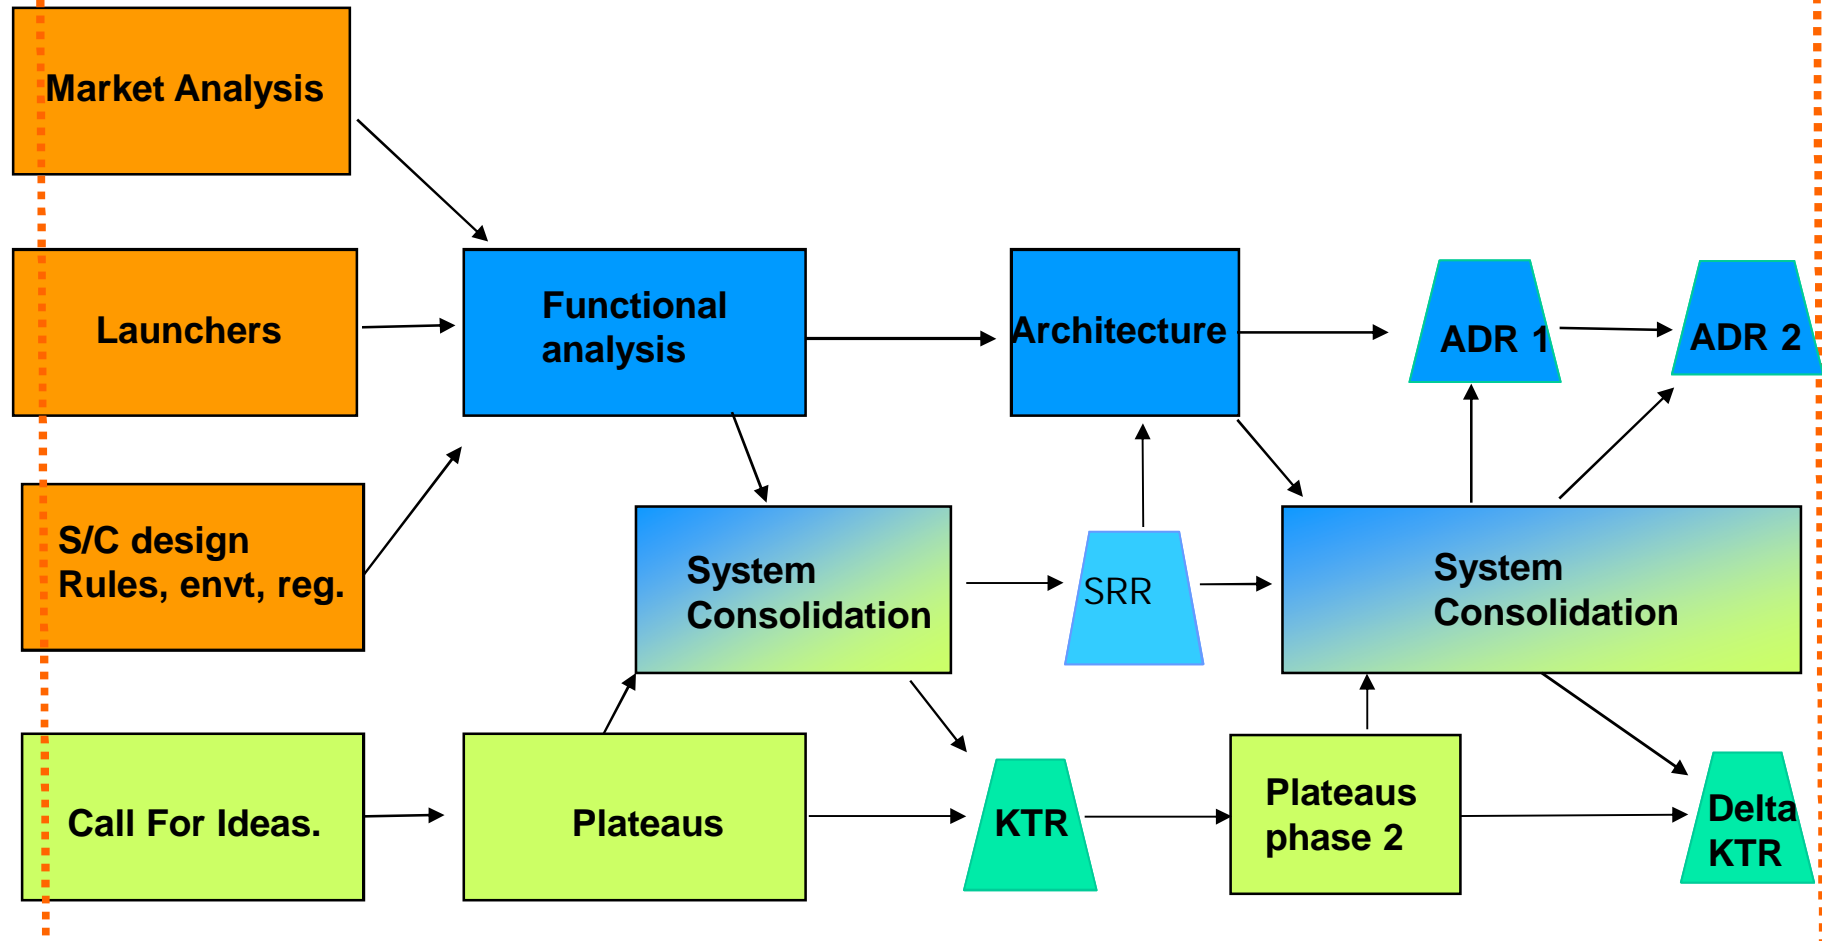 Market Analysis
Launchers
Functional
analysis
Architecture
ADR 1
ADR 2
S/C design
Rules, envt, reg.
System
Consolidation
SRR
System
Consolidation
Call For Ideas.
Plateaus
KTR
Plateaus
phase 2
Delta
KTR